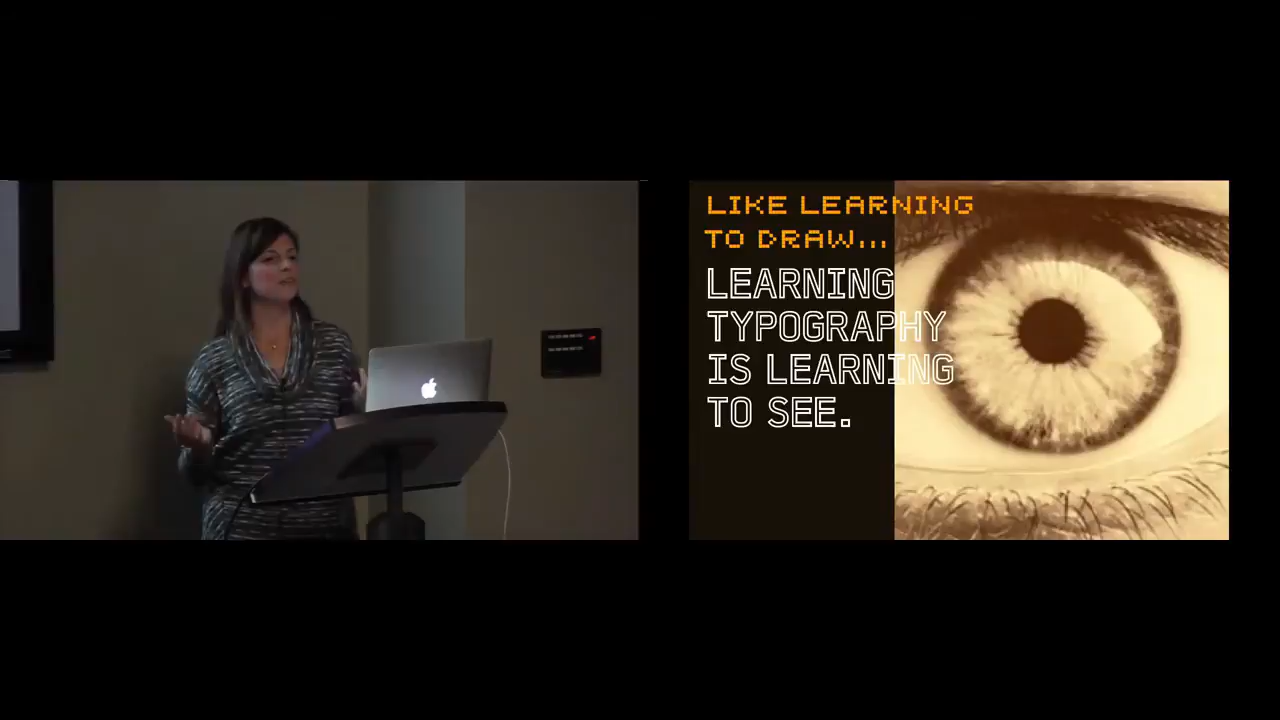 LIKE LEARNING
TO DRAW...
LEARNING
TYPOGRAPHY
IS LEARNING
TO SEE.